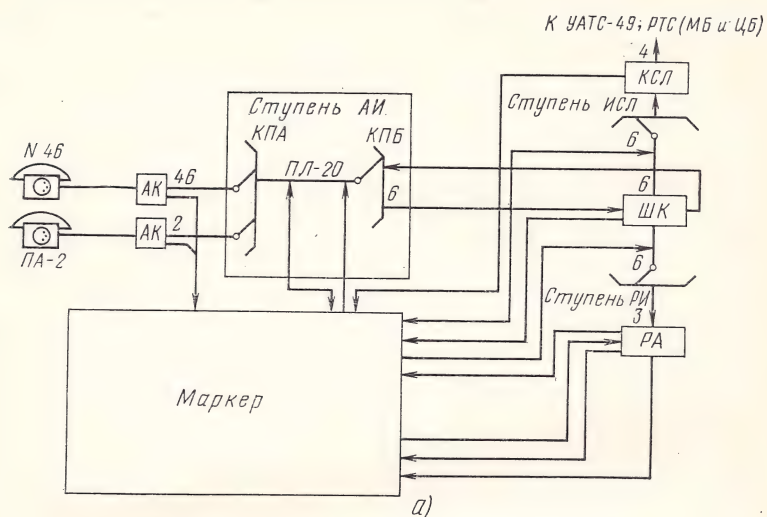 К УАТС-49; РТС (МБ и ЦБ)
4
КСЛ
Ступень ИСЛ
6
Ступень АИ.
КПА
КПБ
ПЛ-20
N 46
АК
46
6
6
ШК
ПА-2
АК
2
6
Ступень РИ
3
РА
Маркер
а)